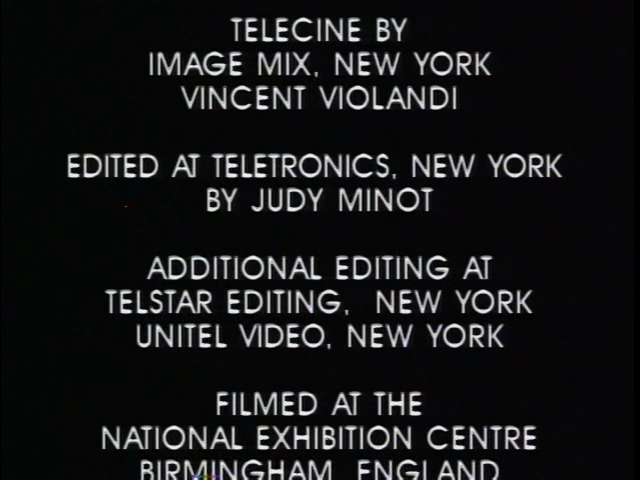 TELECINE BY
IMAGE MIX, NEW YORK
VINCENT VIOLANDI
EDITED AT TELETRONICS, NEW YORK
BY JUDY MINOT
ADDITIONAL EDITING AT
TELSTAR EDITING, NEW YORK
UNITEL VIDEO, NEW YORK
FILMED AT THE
NATIONAL EXHIBITION CENTRE
BIRMINGHAM ENGLAND